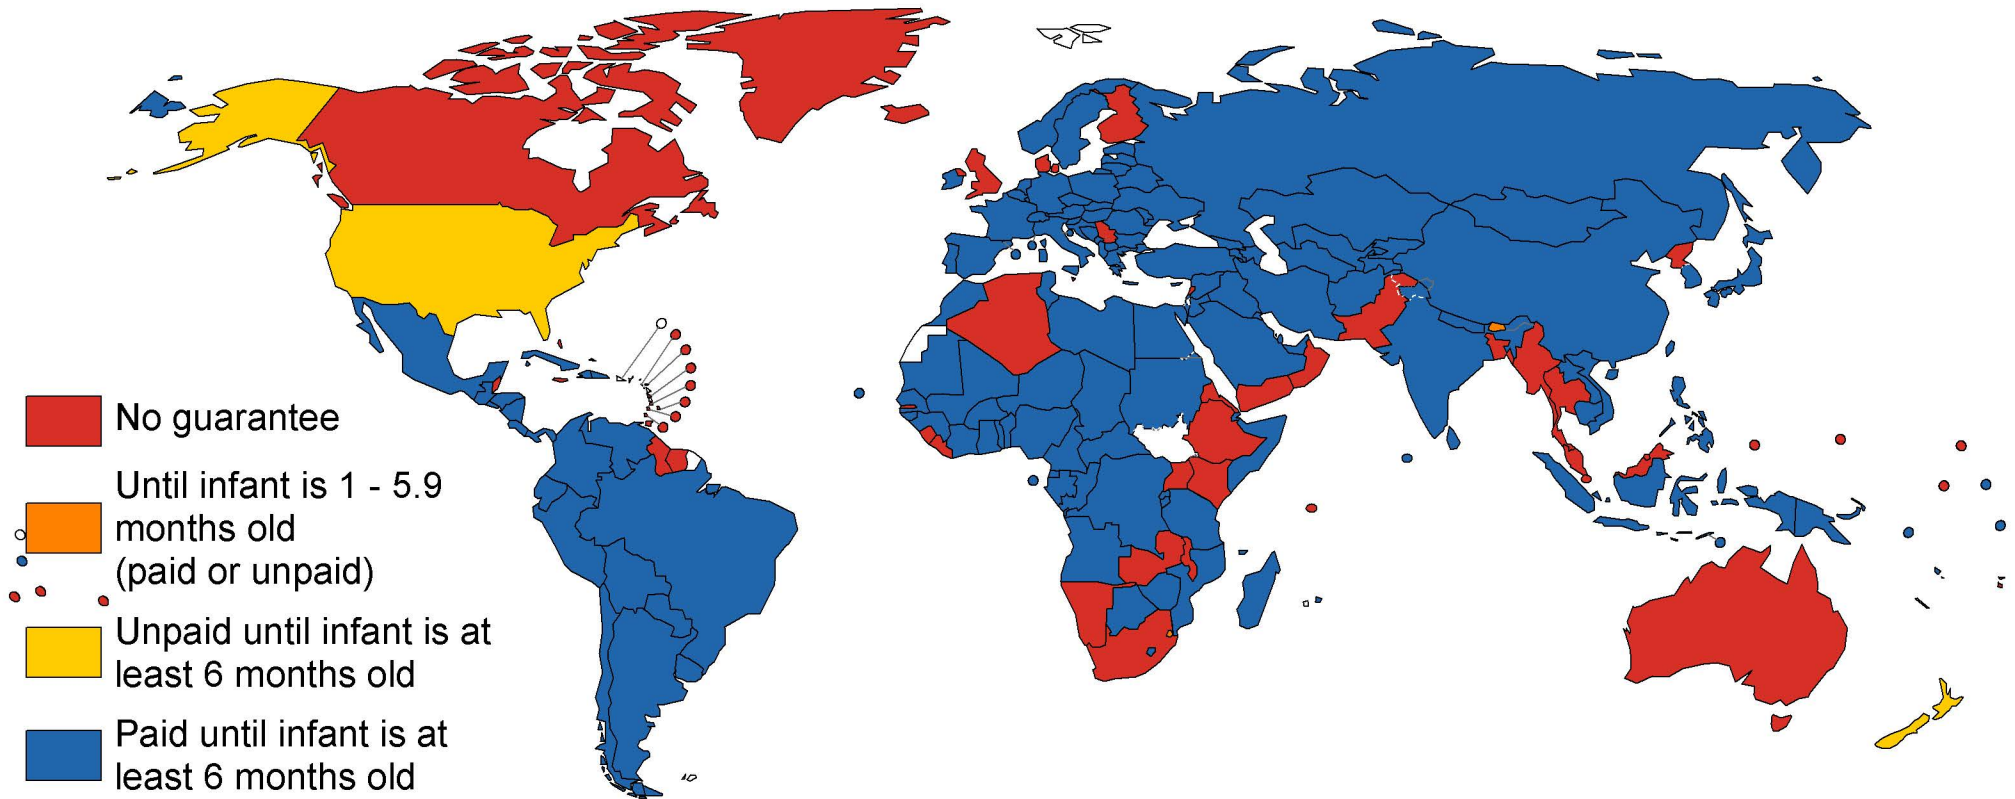 No guarantee
Until infant is 1 - 5.9
months old
(paid or unpaid)
Unpaid until infant is at
least 6 months old
Paid until infant is at
least 6 months old